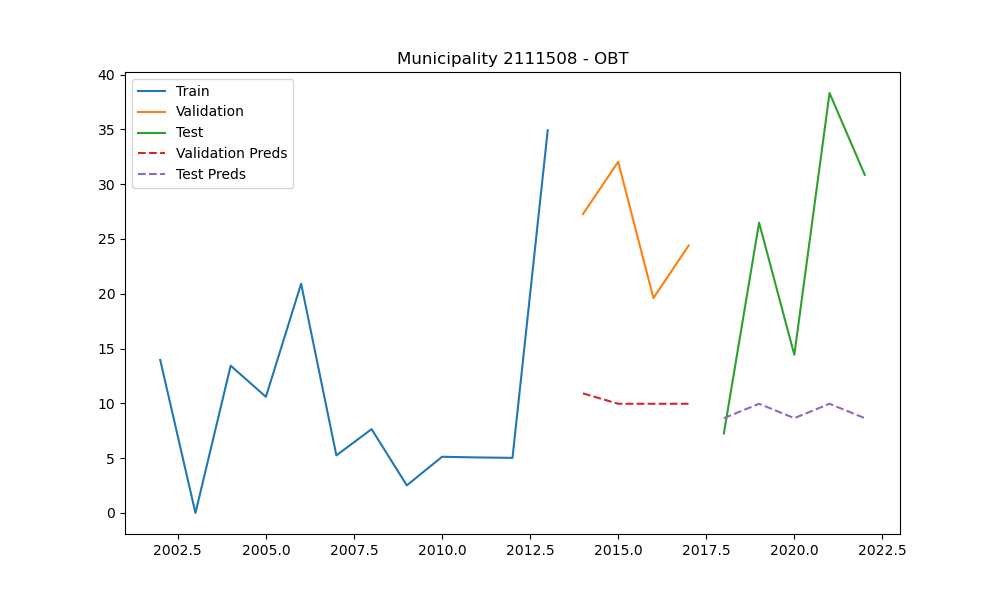 Municipality 2111508 - OBT
40
35
30
25
20
15
10
5
0
Train
Validation
Test
Validation Preds
Test Preds
2002.5 2005.0 2007.5 2010.0 2012.5 2015.0 2017.5 2020.0 2022.5